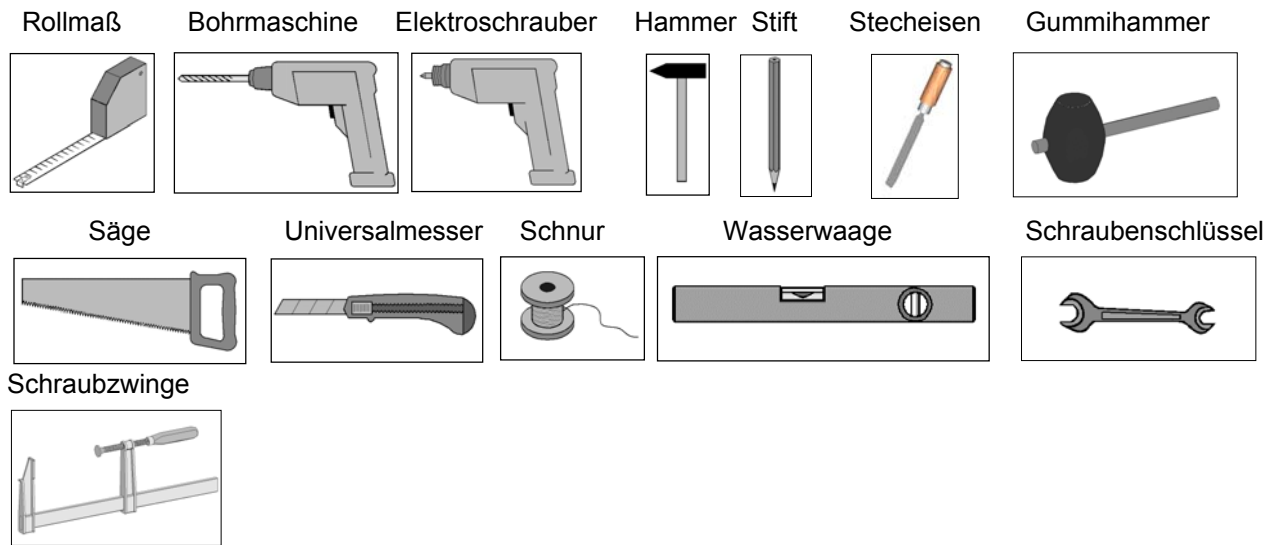 Rollmaß Bohrmaschine Elektroschrauber Hammer Stift Stecheisen Gummihammer
Säge Universalmesser Schnur Wasserwaage Schraubenschlüssel
Schraubzwinge